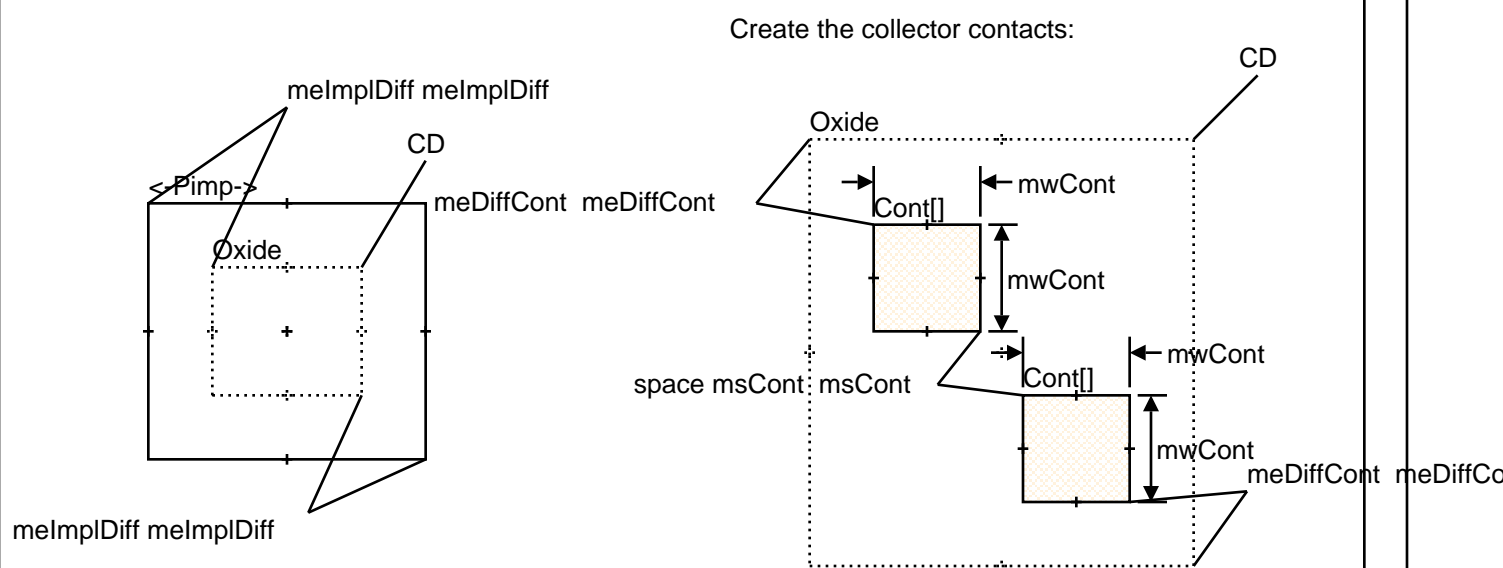 Create the collector contacts:
CD
meImplDiff meImplDiff
Oxide
CD
<-Pimp->
mwCont
meDiffCont meDiffCont
Cont[]
Oxide
mwCont
mwCont
space msCont msCont
Cont[]
mwCont
meDiffCont meDiffCo
meImplDiff meImplDiff